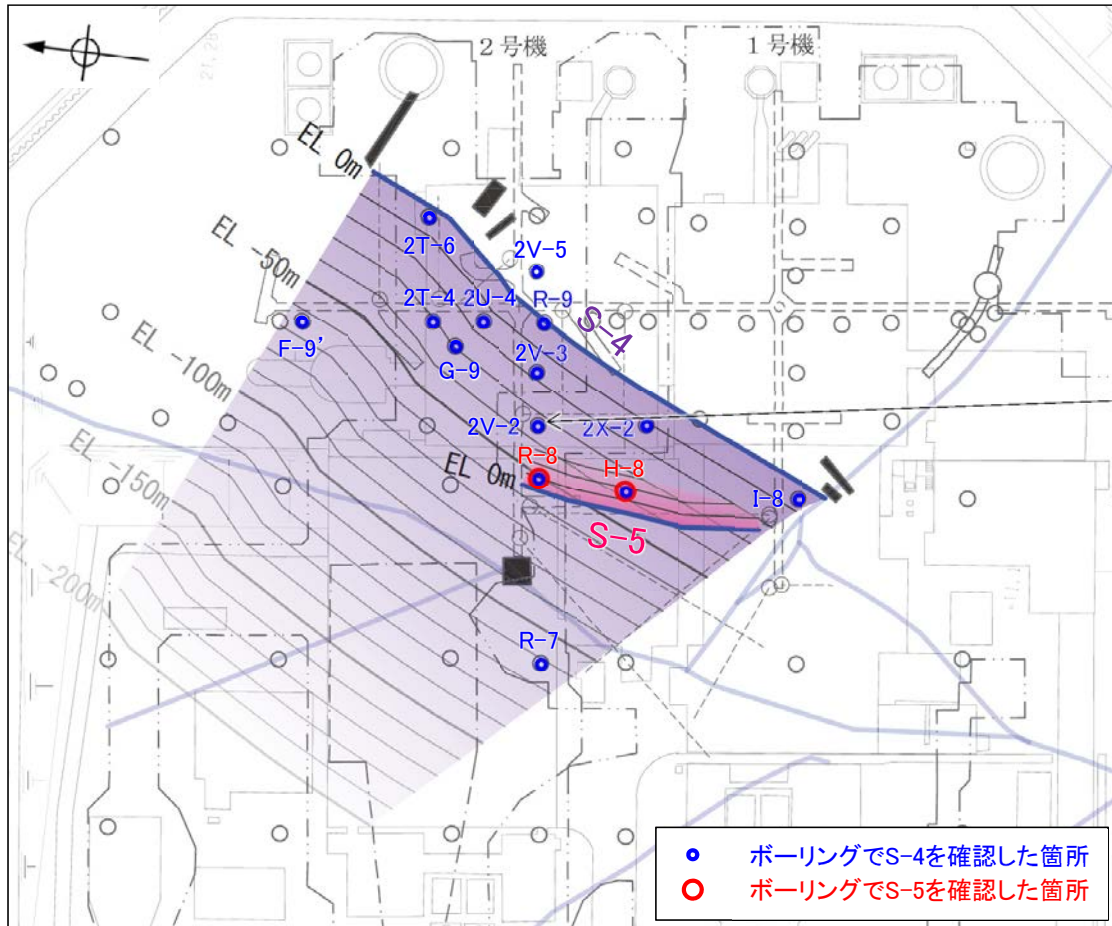 2号機
1号機
21,28
EL 0m
EL -50m
EL -100m
EL -150m
EL -200m
2T-6
2V-5
2T-4
2U-4
R-9
S-4
F-9’
G-9
2V-3
2V-2
2X-2
R-8
H-8
EL 0m
I-8
S-5
R-7
ボーリングでS-4を確認した箇所
ボーリングでS-5を確認した箇所